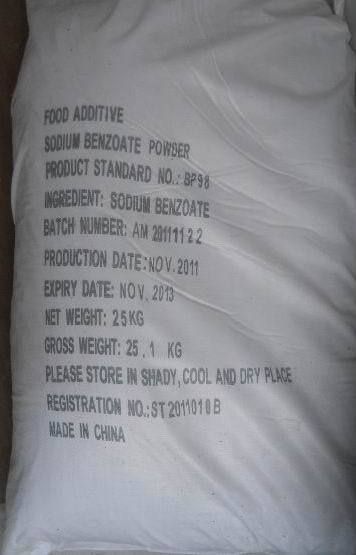 FOOD ADDITIVE
SODIUM BENZOATE POWDER
PRODUCT STANDARD NO.: BP98
INGREDIENT: SODIUM BENZOATE
BATCH NUMBER: AM 20111122
PRODUCTION DATE: NOV. 2011
EXPIRY DATE: NOV. 2013
NET WEIGHT: 25KG
GROSS WEIGHT: 25.1 KG
PLEASE STORE IN SHADY, COOL AND DRY PLACE
REGISTRATION NO.: ST 2011010B
MADE IN CHINA